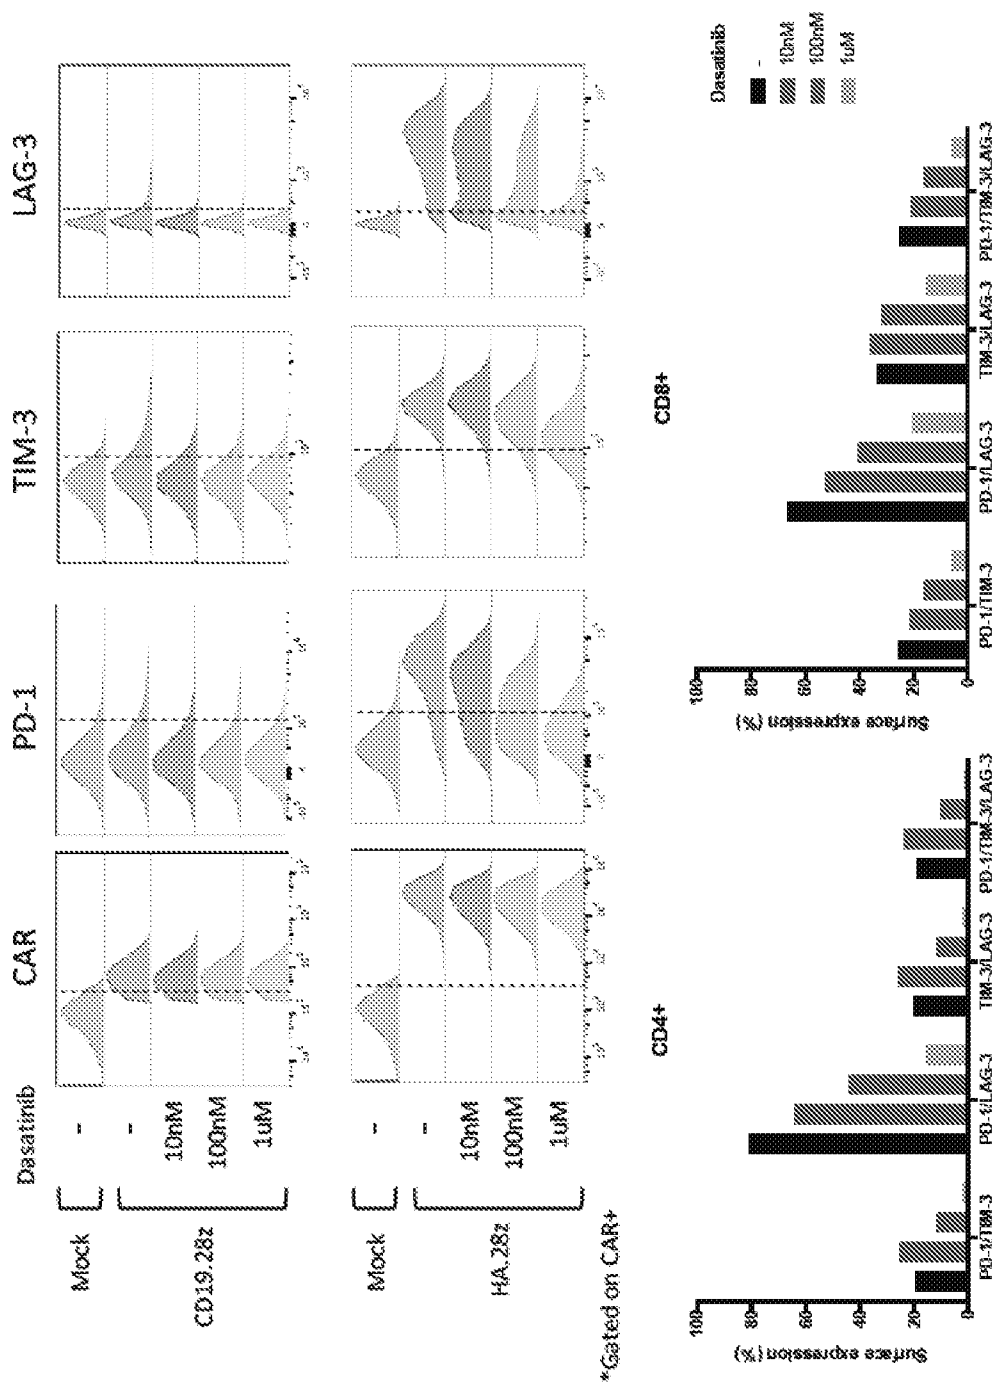 Dasatinib
CAR
PD-1
TIM-3
LAG-3
Mock
-
CD19.28z
-
10nM
100nM
1uM
Mock
-
HA.28z
-
10nM
100nM
1uM
*Gated on CAR+
CD4+
Surface expression (%)
100
80
60
40
20
0
PD-1/TIM-3
PD-1/LAG-3
TIM-3/LAG-3
PD-1/TIM-3/LAG-3
CD8+
Surface expression (%)
100
80
60
40
20
0
PD-1/TIM-3
PD-1/LAG-3
TIM-3/LAG-3
PD-1/TIM-3/LAG-3
Dasatinib
-
10nM
100nM
1uM